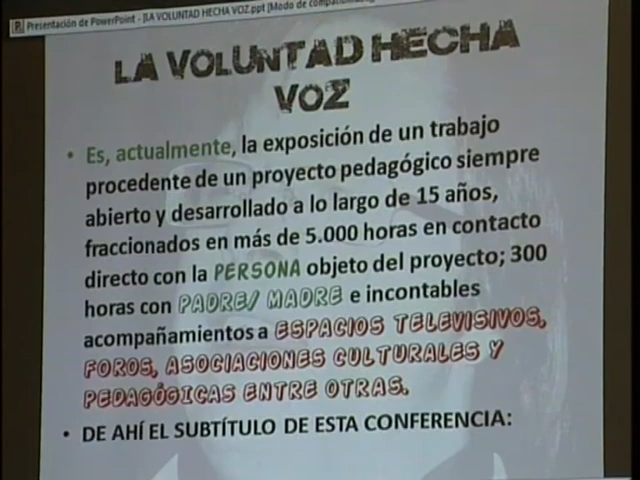 Presentación de PowerPoint - [LA VOLUNTAD HECHA VOZ.ppt [Modo de
LA VOLUNTAD HECHA
VOZ
• Es, actualmente, la exposición de un trabajo
procedente de un proyecto pedagógico siempre
abierto y desarrollado a lo largo de 15 años,
fraccionados en más de 5.000 horas en contacto
directo con la PERSONA objeto del proyecto; 300
horas con PADRE/ MADRE e incontables
acompañamientos a ESPACIOS TELEVISIVOS,
FOROS, ASOCIACIONES CULTURALES Y
PEDAGÓGICAS ENTRE OTRAS.
• DE AHÍ EL SUBTÍTULO DE ESTA CONFERENCIA: